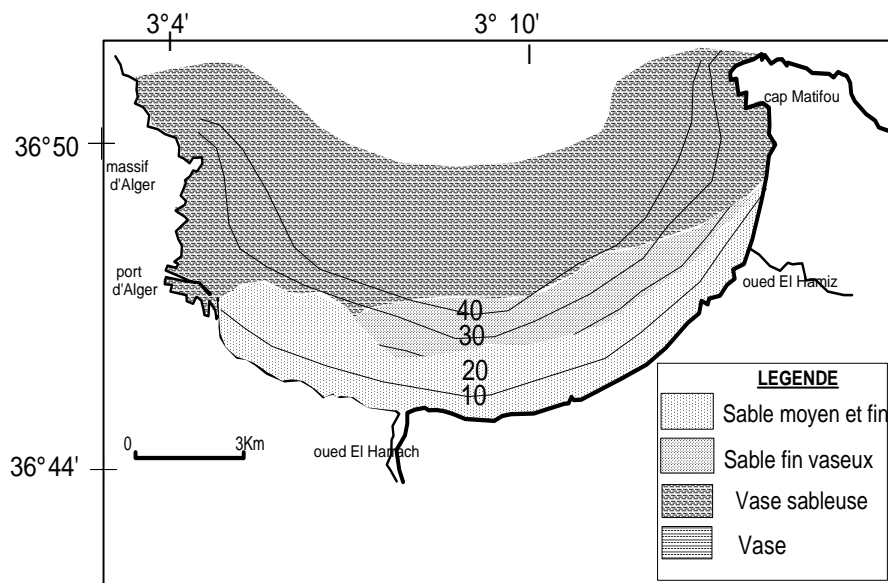 3°4'
3° 10'
cap Matifou
36°50
massif
d'Alger
port
d'Alger
oued El Hamiz
40
30
20
10
LEGENDE
Sable moyen et fin
Sable fin vaseux
Vase sableuse
Vase
0 3Km
oued El Harrach
36°44'